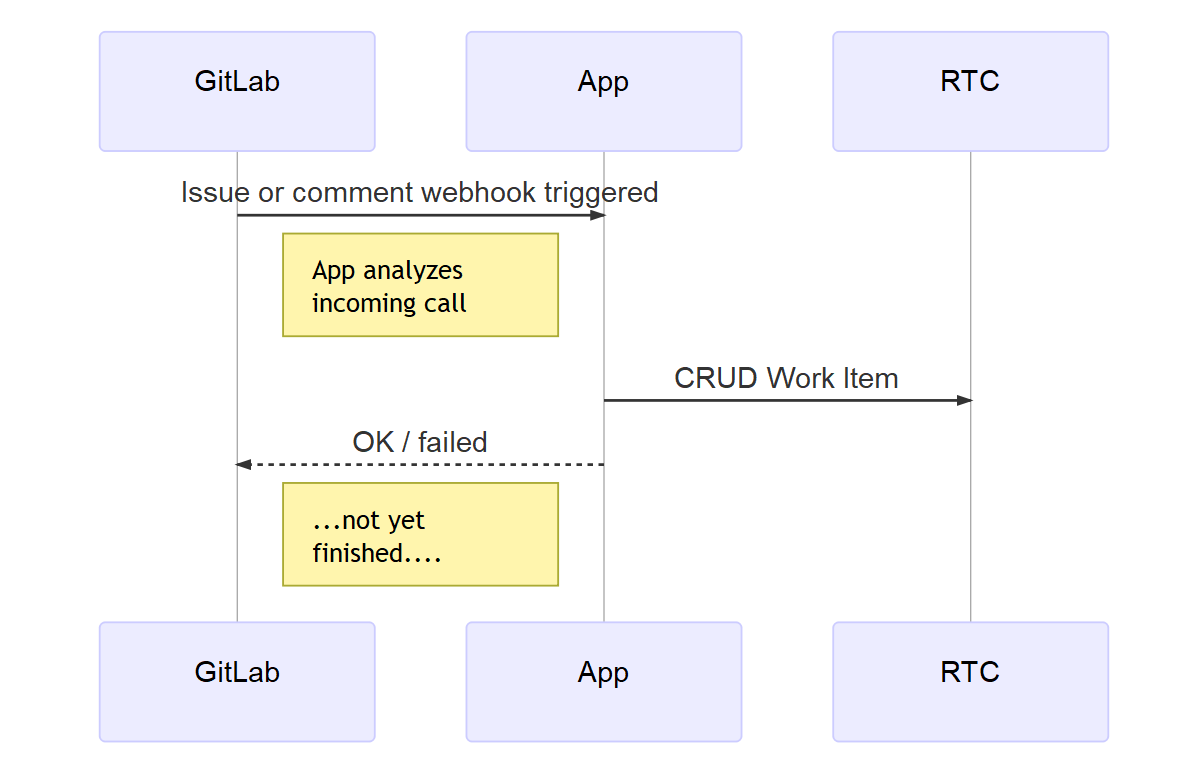 GitLab
App
RTC
Issue or comment webhook triggered
App analyzes
incoming call
CRUD Work Item
OK / failed
...not yet
finished....
GitLab
App
RTC